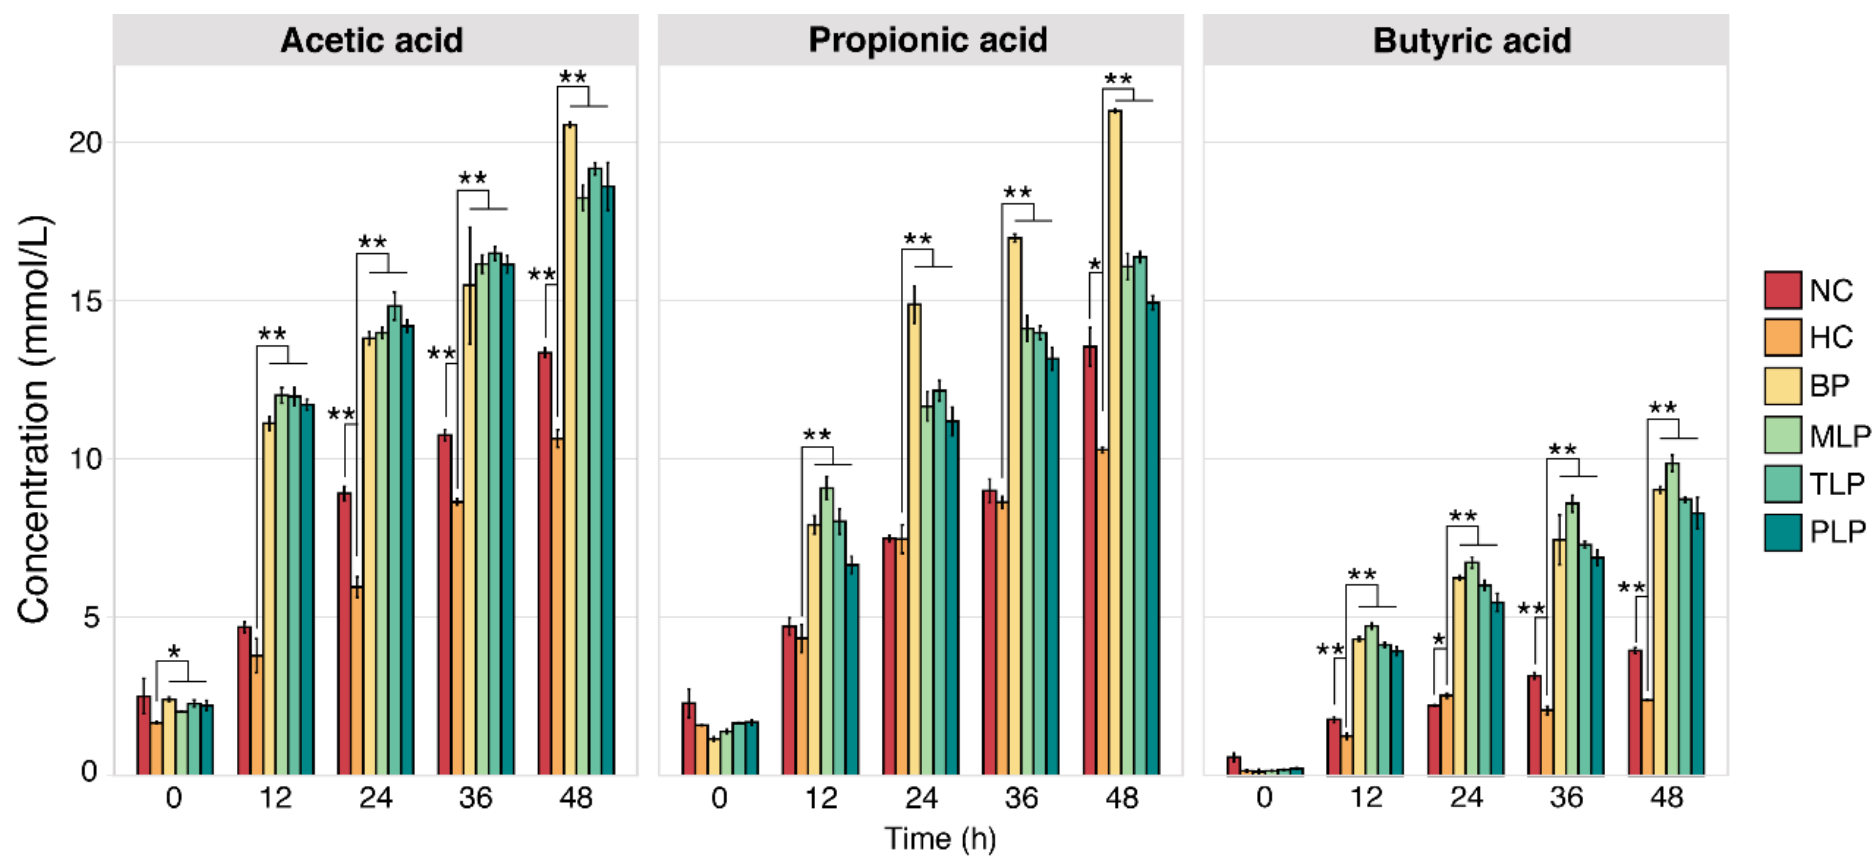 Acetic acid Propionic acid Butyric acid
** ** **
** **
** ** ** **
** ** * **
** ** ** **
* ** ** * ** **
Concentration (mmol/L)
20
15
10
5
0
0 12 24 36 48 0 12 24 36 48 0 12 24 36 48
Time (h)
NC
HC
BP
MLP
TLP
PLP